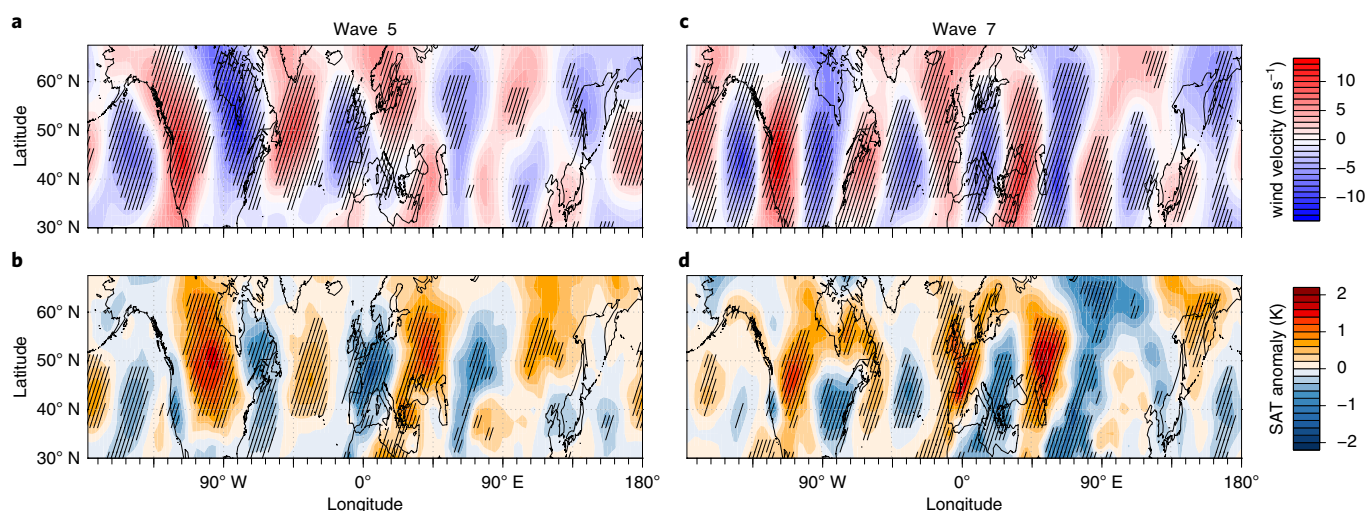 a
Wave 5
60° N
50° N
40° N
30° N
Latitude
c
Wave 7
10
5
0
−5
−10
wind velocity (m s⁻¹)
b
60° N
50° N
40° N
30° N
Latitude
90° W
0°
90° E
180°
Longitude
d
90° W
0°
90° E
180°
Longitude
2
1
0
−1
−2
SAT anomaly (K)